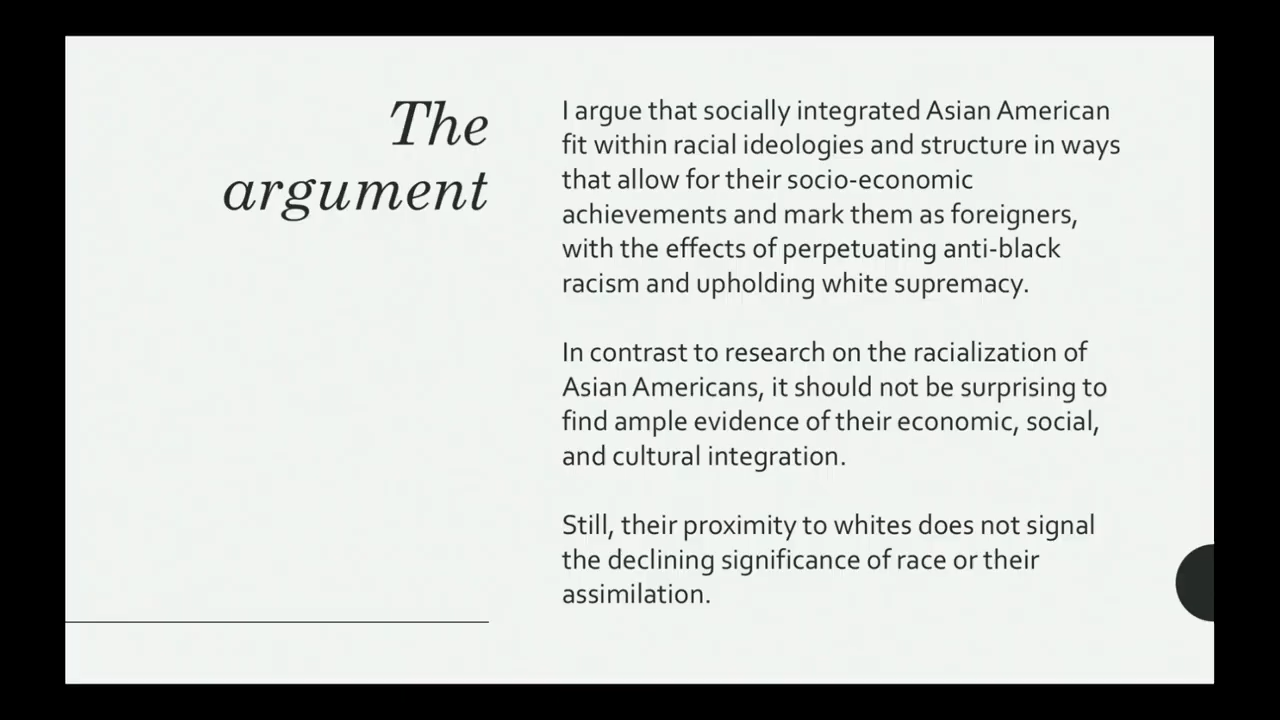 The
argument
I argue that socially integrated Asian American
fit within racial ideologies and structure in ways
that allow for their socio-economic
achievements and mark them as foreigners,
with the effects of perpetuating anti-black
racism and upholding white supremacy.
In contrast to research on the racialization of
Asian Americans, it should not be surprising to
find ample evidence of their economic, social,
and cultural integration.
Still, their proximity to whites does not signal
the declining significance of race or their
assimilation.